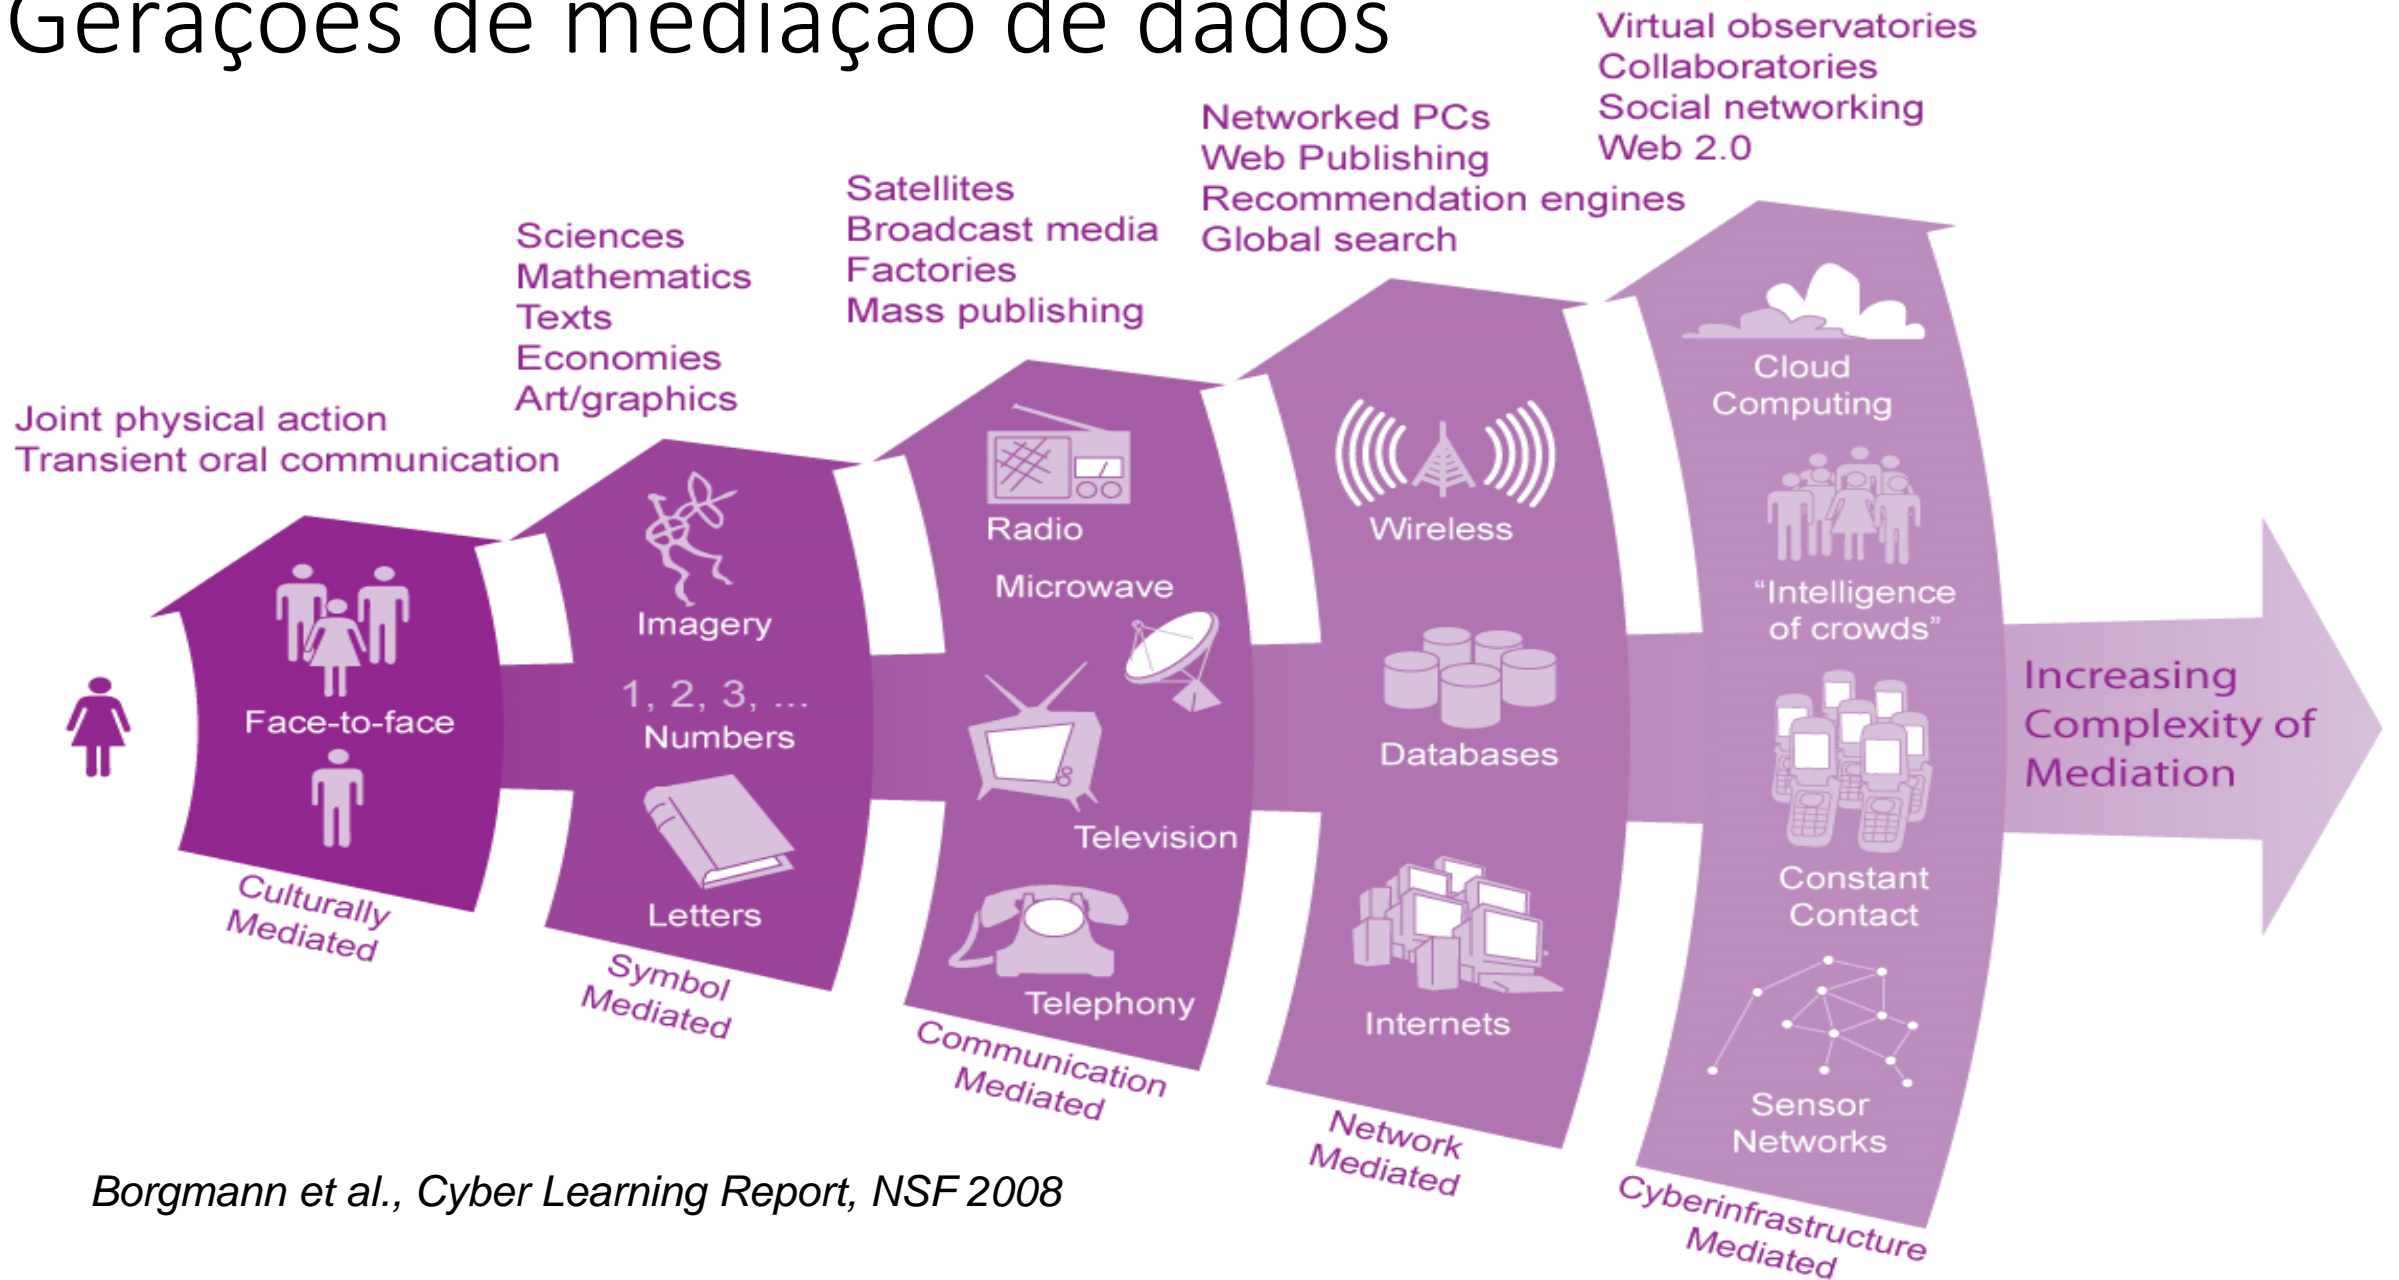 Gerações de mediação de dados
Joint physical action
Transient oral communication
Sciences
Mathematics
Texts
Economies
Art/graphics
Satellites
Broadcast media
Factories
Mass publishing
Networked PCs
Web Publishing
Recommendation engines
Global search
Virtual observatories
Collaboratories
Social networking
Web 2.0
Face-to-face
Culturally
Mediated
Imagery
1, 2, 3, ...
Numbers
Letters
Symbol
Mediated
Radio
Microwave
Television
Telephony
Communication
Mediated
Wireless
Databases
Internets
Network
Mediated
Cloud
Computing
“Intelligence
of crowds”
Constant
Contact
Sensor
Networks
Cyberinfrastructure
Mediated
Increasing
Complexity of
Mediation
Borgmann et al., Cyber Learning Report, NSF 2008